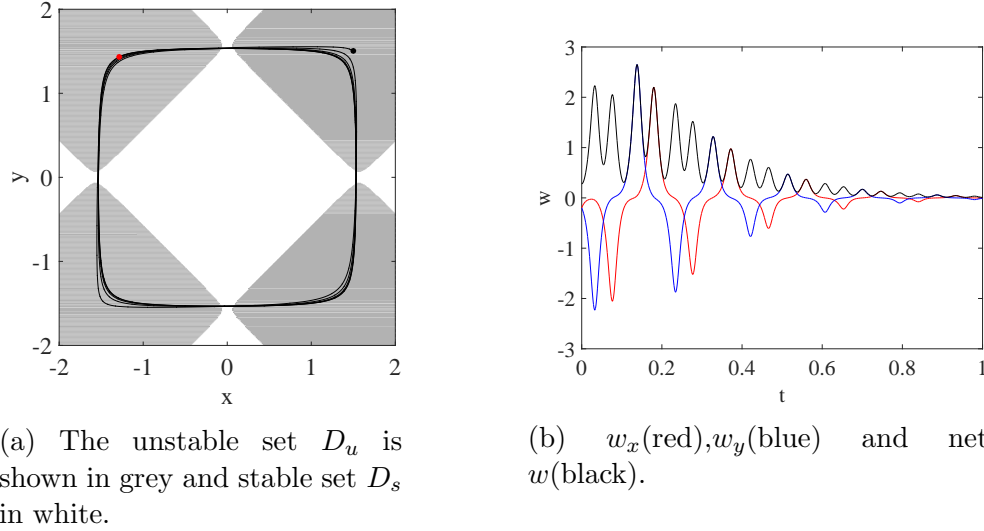 2
1
0
-1
-2
y
-2
-1
0
1
2
x
3
2
1
0
-1
-2
-3
w
0
0.2
0.4
0.6
0.8
1
t
(a) The unstable set D_u is
shown in grey and stable set D_s
in white.
(b) w_x(red),w_y(blue) and net
w(black).